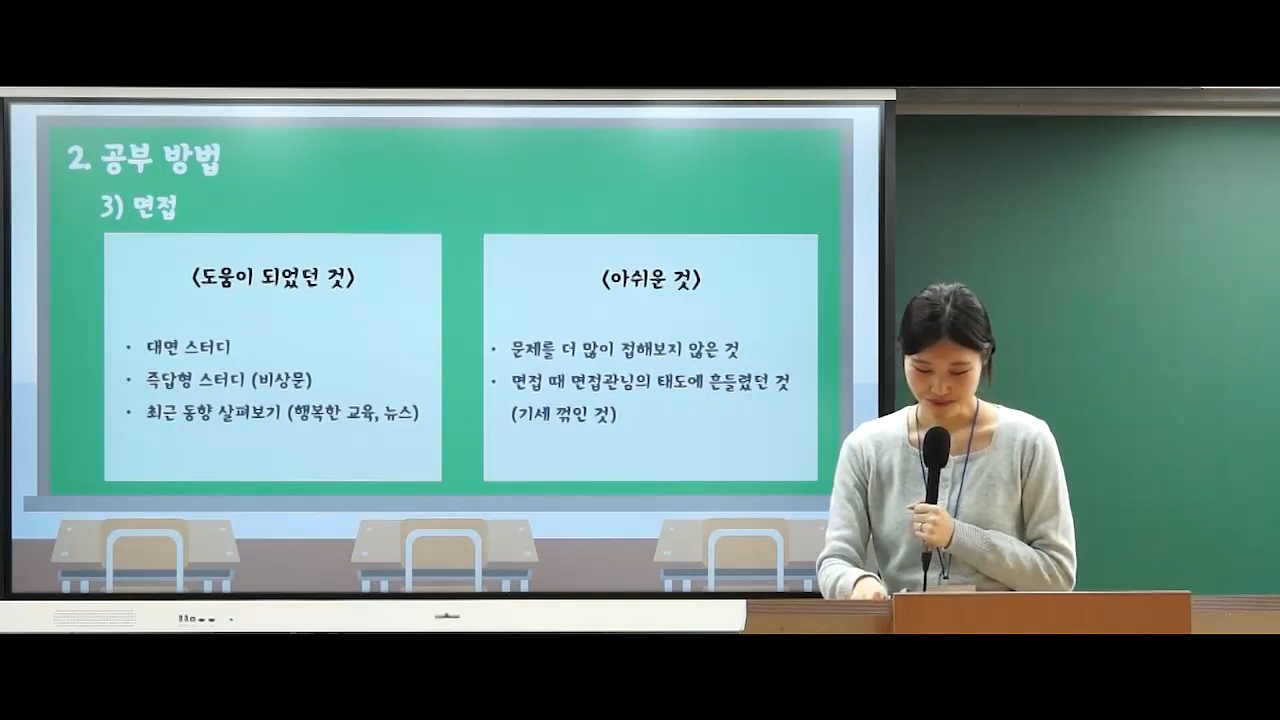 2. 공부 방법
3) 면접
<도움이 되었던 것>
• 대면 스터디
• 즉답형 스터디 (비상문)
• 최근 동향 살펴보기 (행복한 교육, 뉴스)
<아쉬운 것>
• 문제를 더 많이 접해보지 않은 것
• 면접 때 면접관님의 태도에 흔들렸던 것
(기세 꺾인 것)